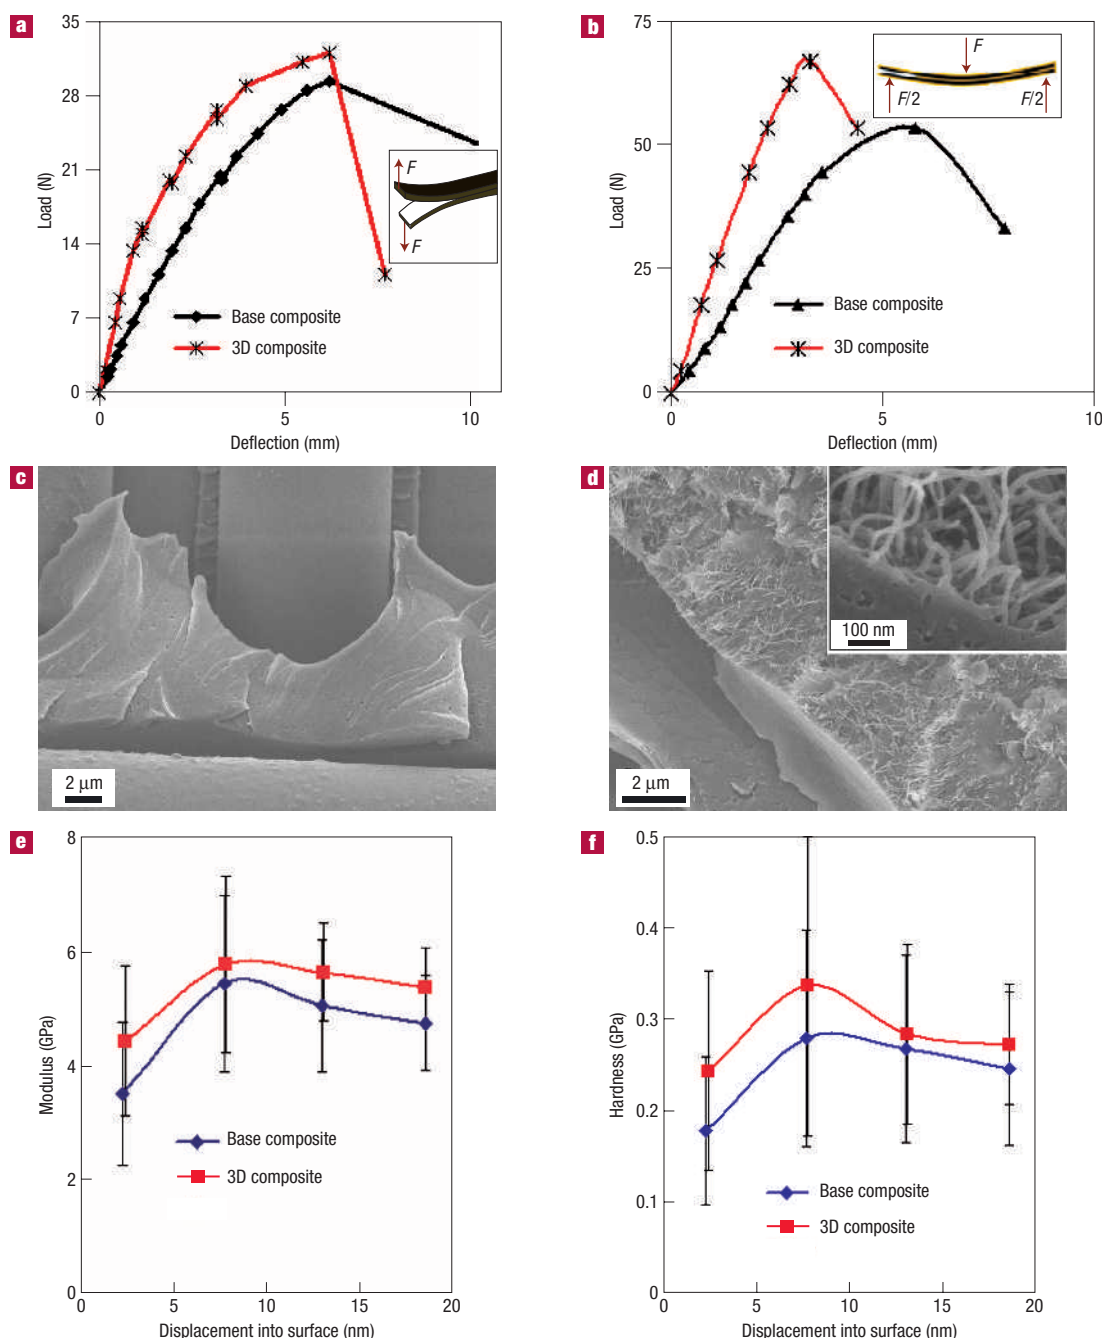 a
35
28
21
14
7
0
Load (N)
0
5
10
Deflection (mm)
F
F
Base composite
3D composite
b
75
50
25
0
Load (N)
0
5
10
Deflection (mm)
F
F/2
F/2
Base composite
3D composite
c
2 μm
d
100 nm
2 μm
e
8
6
4
2
0
Modulus (GPa)
0
5
10
15
20
Displacement into surface (nm)
Base composite
3D composite
f
0.5
0.4
0.3
0.2
0.1
0
Hardness (GPa)
0
5
10
15
20
Displacement into surface (nm)
Base composite
3D composite